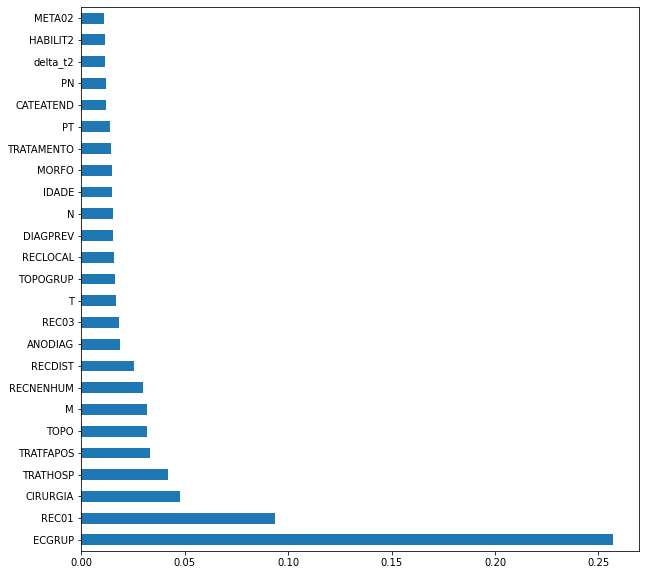 META02
HABILIT2
delta_t2
PN
CATEATEND
PT
TRATAMENTO
MORFO
IDADE
N
DIAGPREV
RECLOCAL
TOPOGRUP
T
REC03
ANODIAG
RECDIST
RECNENHUM
M
TOPO
TRATFAPOS
TRATHOSP
CIRURGIA
REC01
ECGRUP
0.00 0.05 0.10 0.15 0.20 0.25